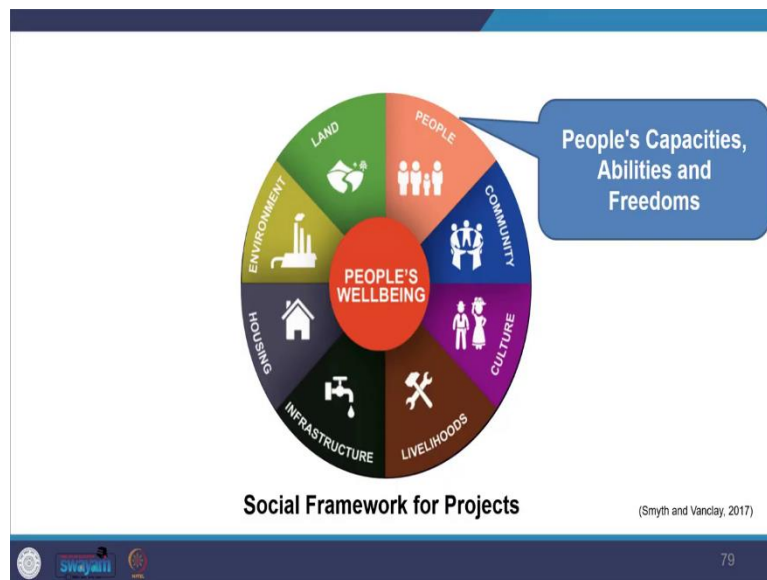 LAND
PEOPLE
COMMUNITY
CULTURE
LIVELIHOODS
INFRASTRUCTURE
HOUSING
ENVIRONMENT
PEOPLE'S
WELLBEING
People's Capacities,
Abilities and
Freedoms
Social Framework for Projects
(Smyth and Vanclay, 2017)
swayam
79